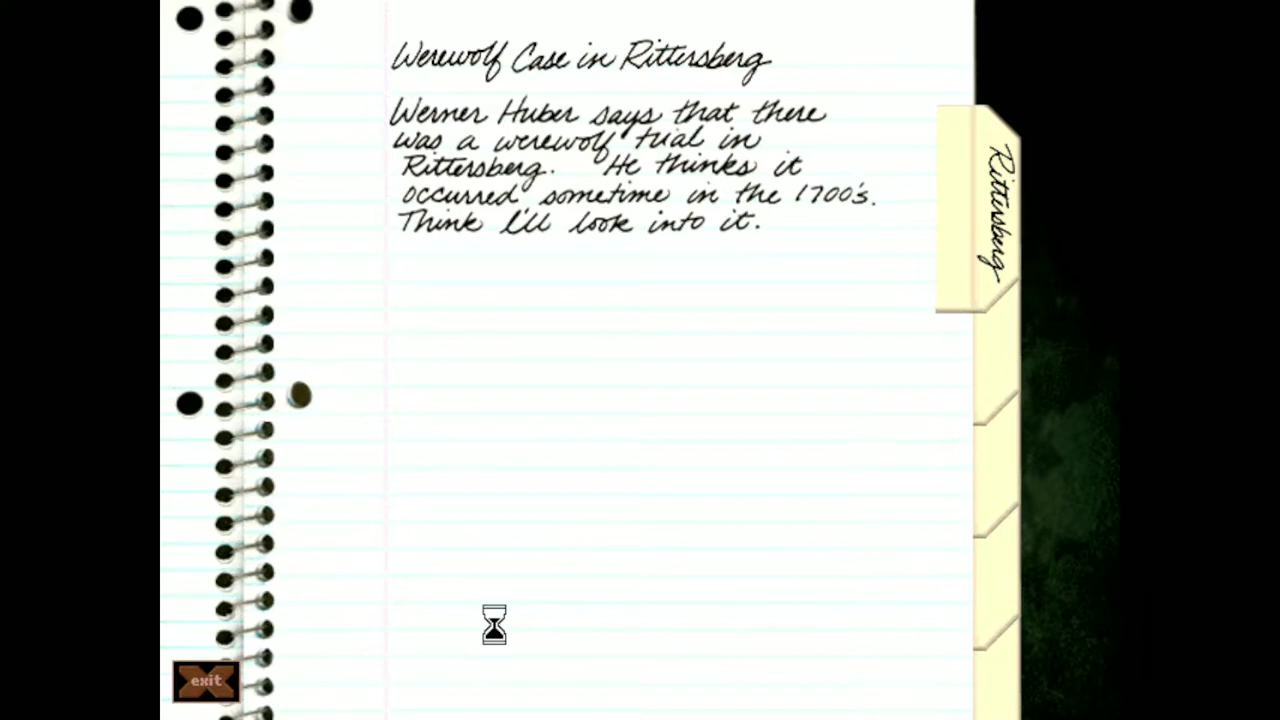 Werewolf Case in Rittersberg
Werner Huber says that there
was a werewolf trial in
Rittersberg. He thinks it
occurred sometime in the 1700's.
Think I'll look into it.
Rittersberg
exit